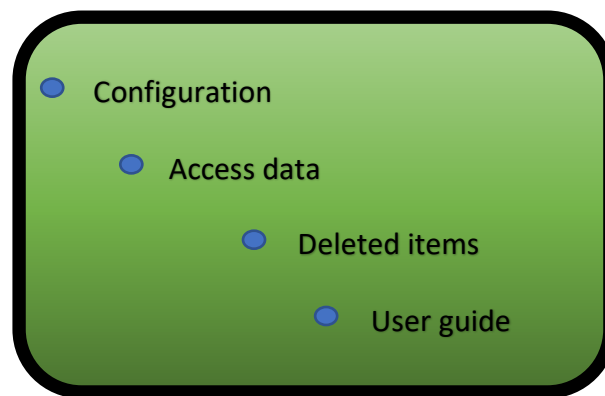 Configuration
Access data
Deleted items
User guide